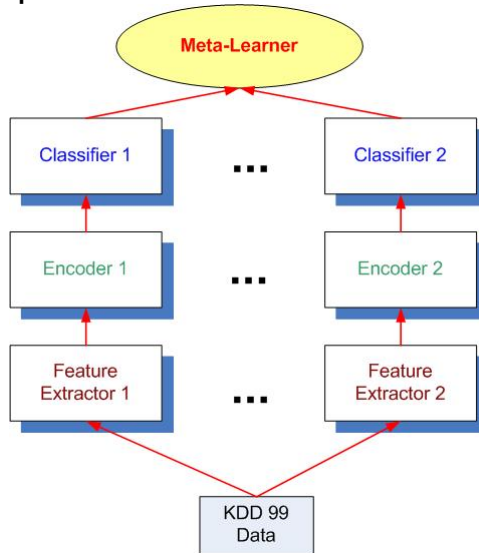 Meta-Learner
Classifier 1
...
Classifier 2
Encoder 1
...
Encoder 2
Feature
Extractor 1
...
Feature
Extractor 2
KDD 99
Data